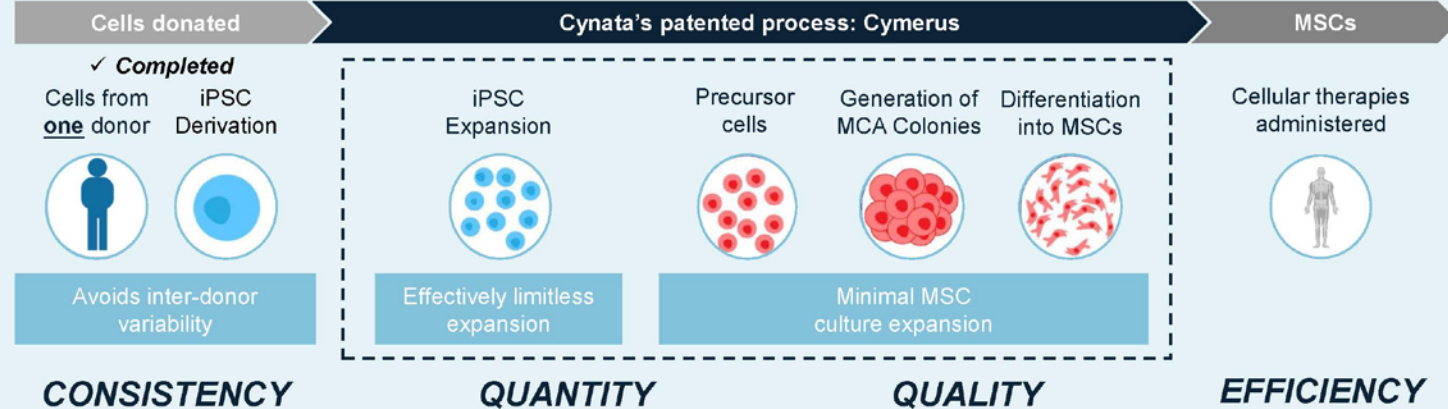 Cells donated
Cynata's patented process: Cymerus
MSCs
✓ Completed
Cells from
one donor
iPSC
Derivation
iPSC
Expansion
Precursor
cells
Generation of
MCA Colonies
Differentiation
into MSCs
Cellular therapies
administered
Avoids inter-donor
variability
Effectively limitless
expansion
Minimal MSC
culture expansion
CONSISTENCY
QUANTITY
QUALITY
EFFICIENCY